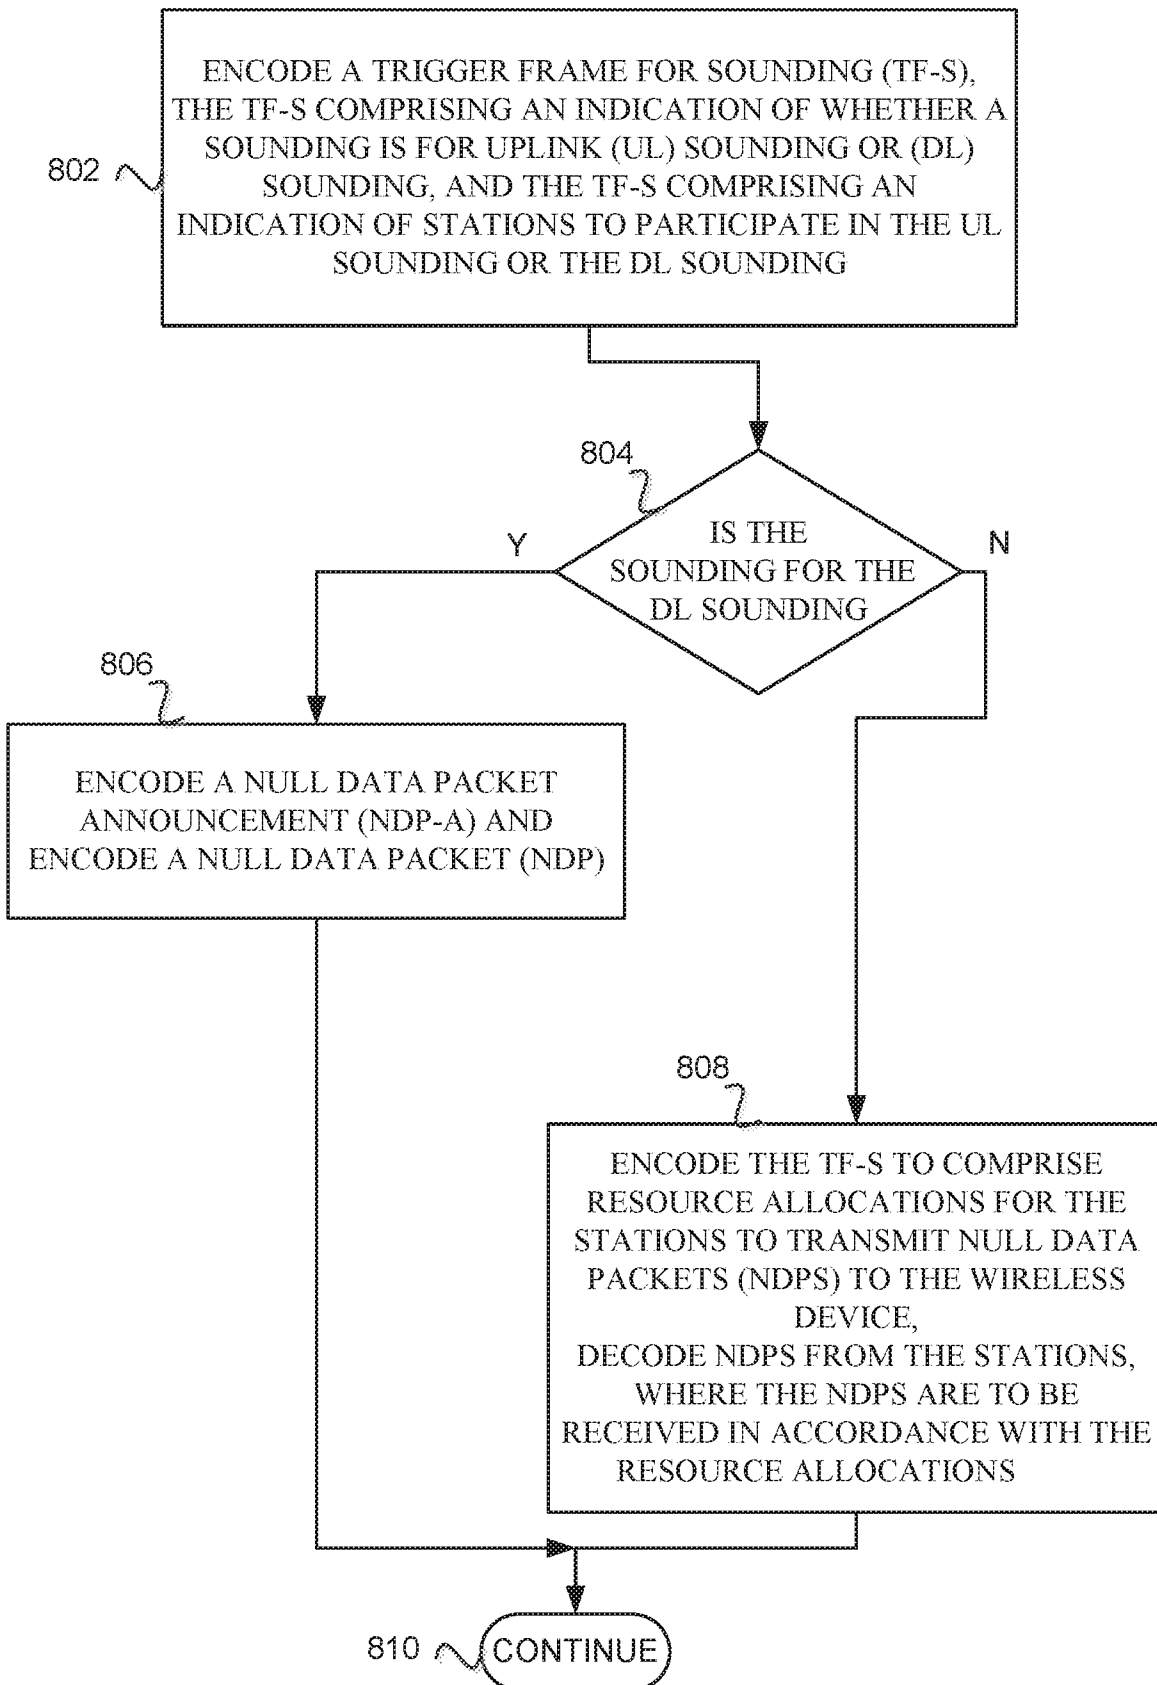 ENCODE A TRIGGER FRAME FOR SOUNDING (TF-S),
THE TF-S COMPRISING AN INDICATION OF WHETHER A
SOUNDING IS FOR UPLINK (UL) SOUNDING OR (DL)
SOUNDING, AND THE TF-S COMPRISING AN
INDICATION OF STATIONS TO PARTICIPATE IN THE UL
SOUNDING OR THE DL SOUNDING
802
804
IS THE
SOUNDING FOR THE
DL SOUNDING
Y
N
806
ENCODE A NULL DATA PACKET
ANNOUNCEMENT (NDP-A) AND
ENCODE A NULL DATA PACKET (NDP)
808
ENCODE THE TF-S TO COMPRISE
RESOURCE ALLOCATIONS FOR THE
STATIONS TO TRANSMIT NULL DATA
PACKETS (NDPS) TO THE WIRELESS
DEVICE,
DECODE NDPS FROM THE STATIONS,
WHERE THE NDPS ARE TO BE
RECEIVED IN ACCORDANCE WITH THE
RESOURCE ALLOCATIONS
810
CONTINUE